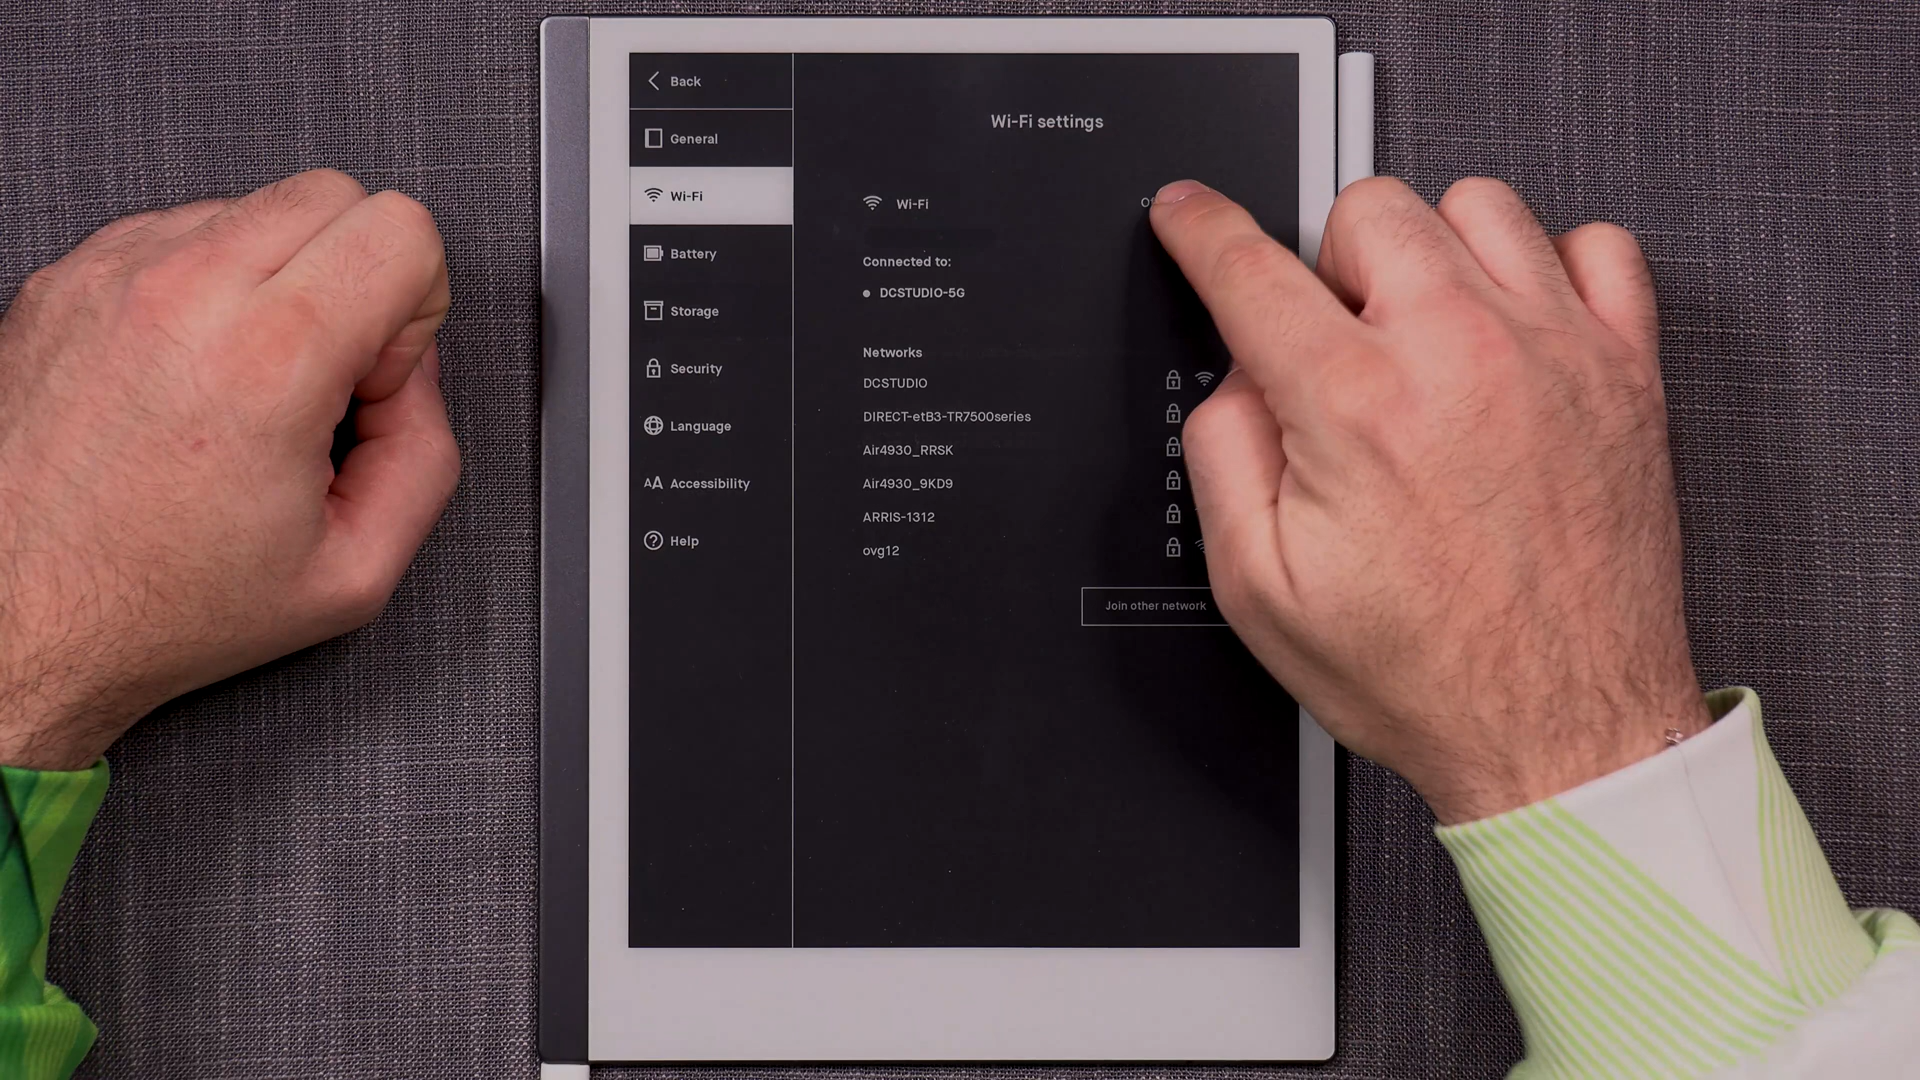 Back
General
Wi-Fi
Battery
Storage
Security
Language
AA Accessibility
Help
Wi-Fi settings
Wi-Fi
Connected to:
DCSTUDIO-5G
Networks
DCSTUDIO
DIRECT-etB3-TR7500series
Air4930_RRSK
Air4930_9KD9
ARRIS-1312
ovg12
Join other network